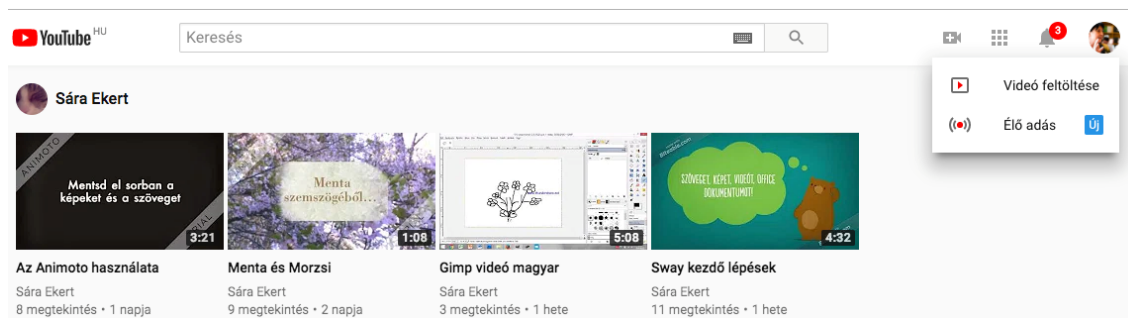 YouTube HU
Keresés
3
Videó feltöltése
Élő adás Új
Sára Ekert
ANIMOTO
Mentsd el sorban a
képeket és a szöveget
3:21
Menta
szemszögéből...
1:08
5:08
SZÖVEGET, KÉPET, VIDEÓT, OFFICE
DOKUMENTUMOT!
4:32
Az Animoto használata
Sára Ekert
8 megtekintés • 1 napja
Menta és Morzsi
Sára Ekert
9 megtekintés • 2 napja
Gimp videó magyar
Sára Ekert
3 megtekintés • 1 hete
Sway kezdő lépések
Sára Ekert
11 megtekintés • 1 hete